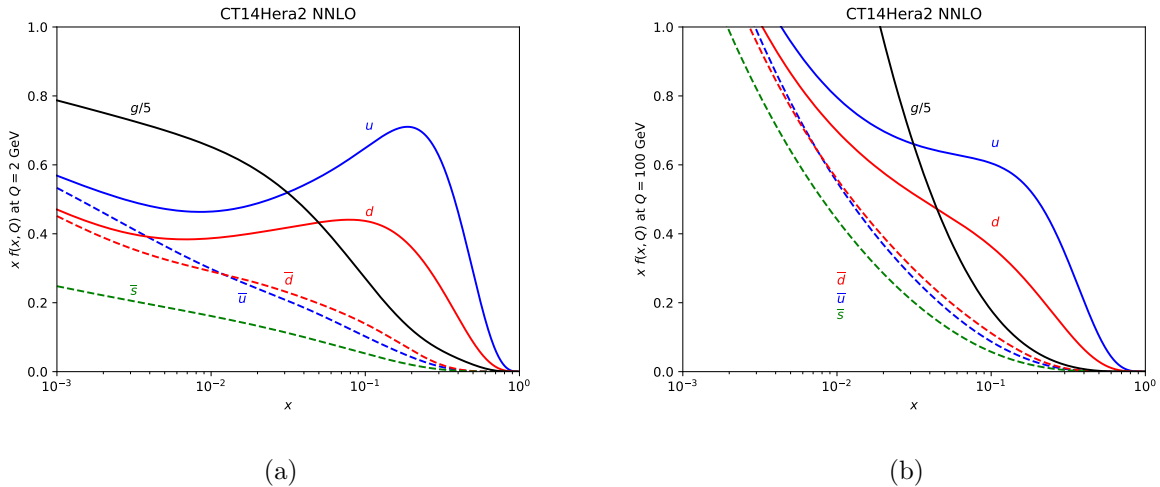 CT14Hera2 NNLO
1.0
0.8
0.6
0.4
0.2
0.0
x f(x, Q) at Q = 2 GeV
g/5
u
d
s̅
d̅
u̅
10⁻³
10⁻²
10⁻¹
10⁰
x
(a)
CT14Hera2 NNLO
1.0
0.8
0.6
0.4
0.2
0.0
x f(x, Q) at Q = 100 GeV
g/5
u
d
d̅
u̅
s̅
10⁻³
10⁻²
10⁻¹
10⁰
x
(b)